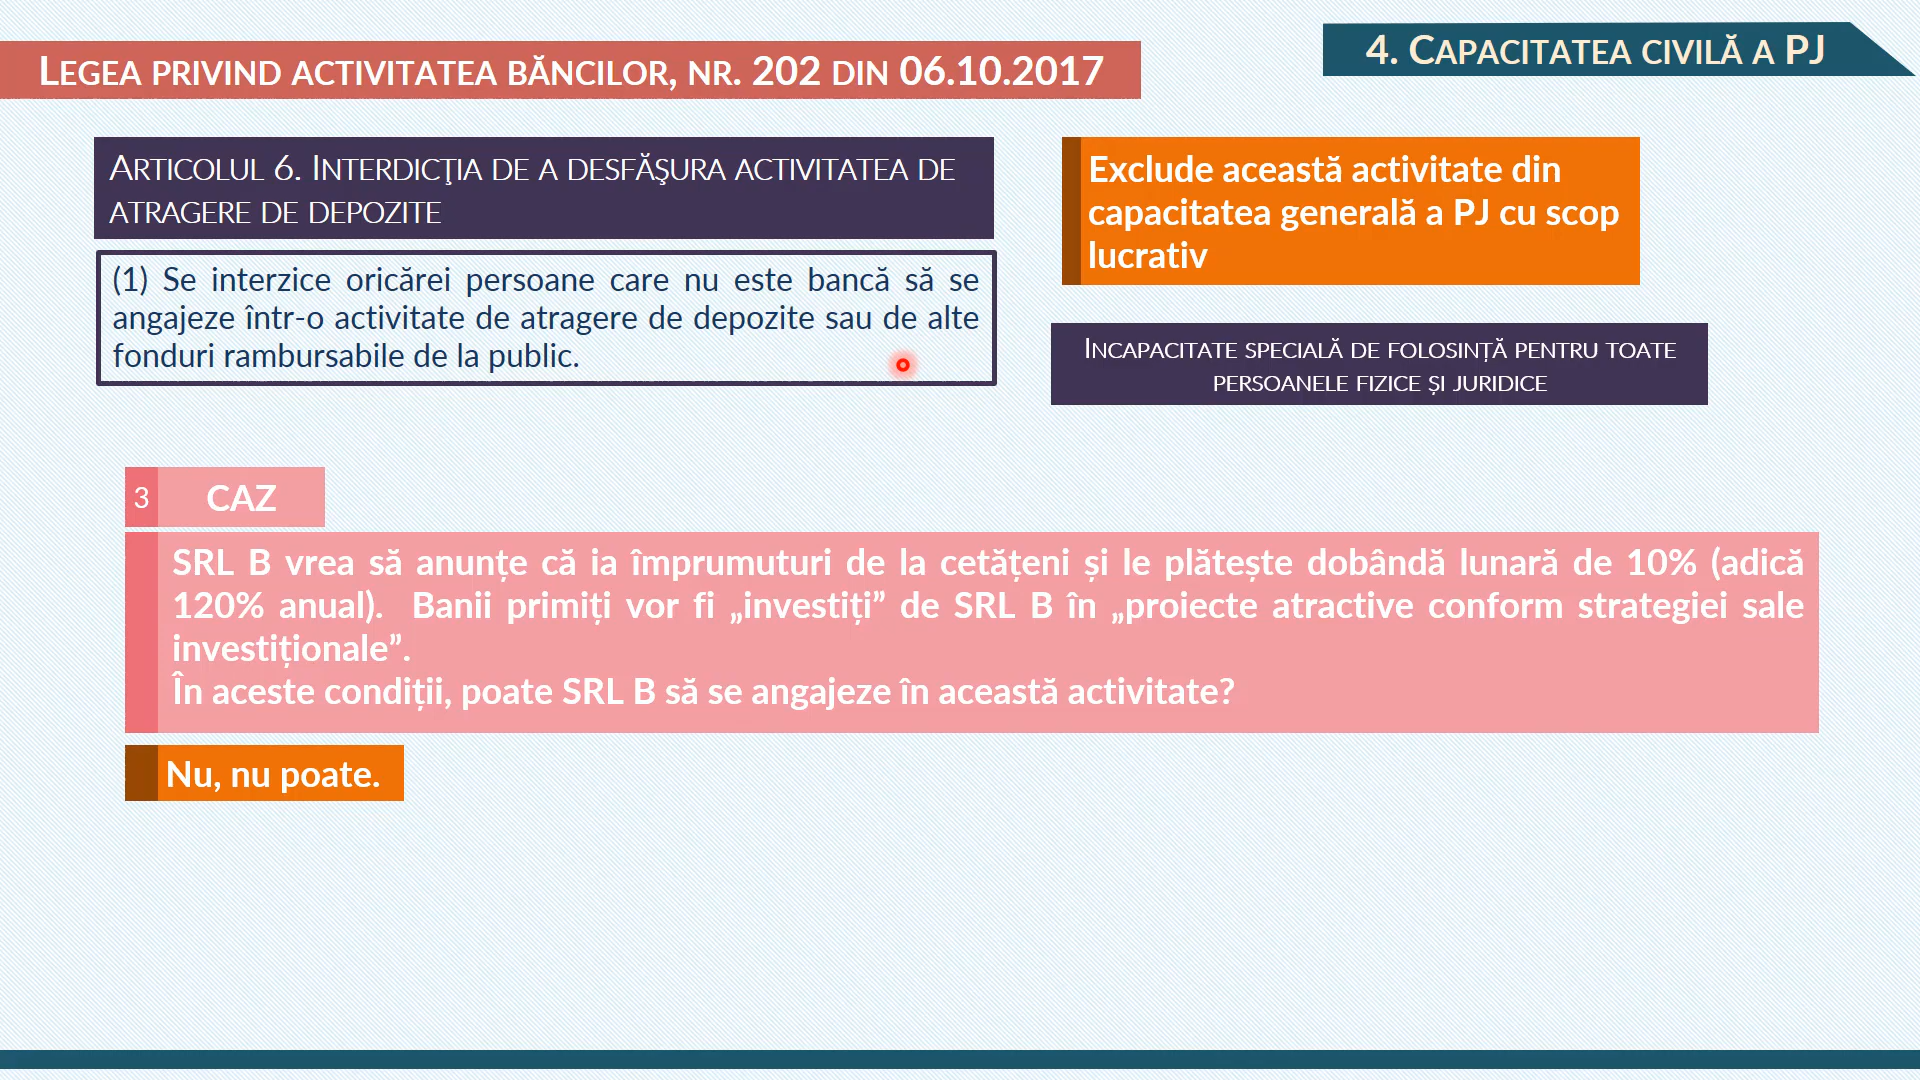 LEGEA PRIVIND ACTIVITATEA BĂNCILOR, NR. 202 DIN 06.10.2017
4. CAPACITATEA CIVILĂ A PJ
ARTICOLUL 6. INTERDICŢIA DE A DESFĂŞURA ACTIVITATEA DE
ATRAGERE DE DEPOZITE
(1) Se interzice oricărei persoane care nu este bancă să se
angajeze într-o activitate de atragere de depozite sau de alte
fonduri rambursabile de la public.
Exclude această activitate din
capacitatea generală a PJ cu scop
lucrativ
INCAPACITATE SPECIALĂ DE FOLOSINȚĂ PENTRU TOATE
PERSOANELE FIZICE ȘI JURIDICE
3 CAZ
SRL B vrea să anunțe că ia împrumuturi de la cetățeni și le plătește dobândă lunară de 10% (adică
120% anual). Banii primiți vor fi „investiți” de SRL B în „proiecte atractive conform strategiei sale
investiționale”.
În aceste condiții, poate SRL B să se angajeze în această activitate?
Nu, nu poate.